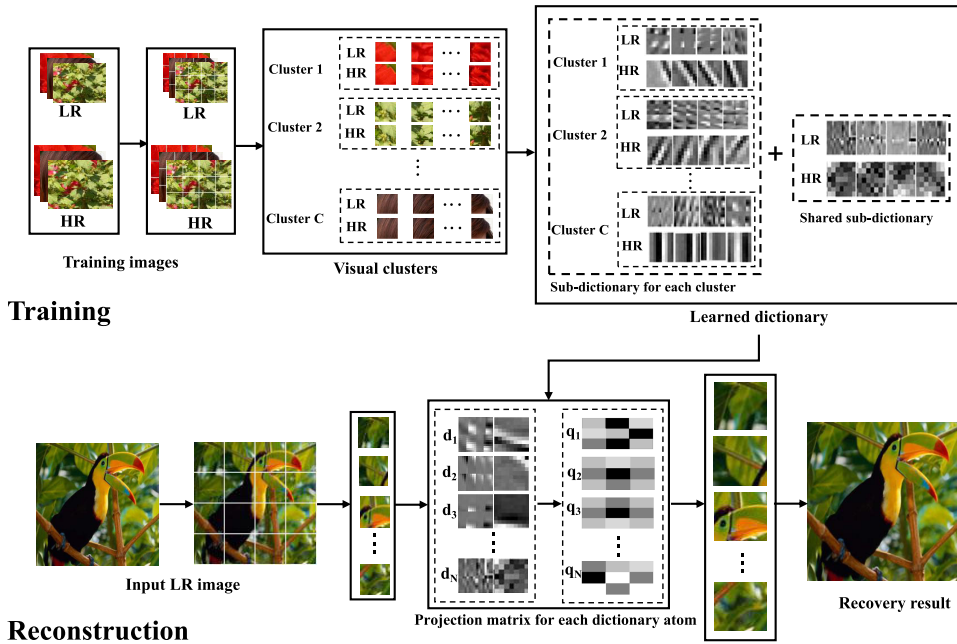 LR
HR
LR
HR
Training images
Cluster 1
LR
HR
Cluster 2
LR
HR
Cluster C
LR
HR
Visual clusters
Cluster 1
LR
HR
Cluster 2
LR
HR
Cluster C
LR
HR
Sub-dictionary for each cluster
+
LR
HR
Shared sub-dictionary
Learned dictionary
Training
Input LR image
d1
d2
d3
dN
q1
q2
q3
qN
Projection matrix for each dictionary atom
Recovery result
Reconstruction